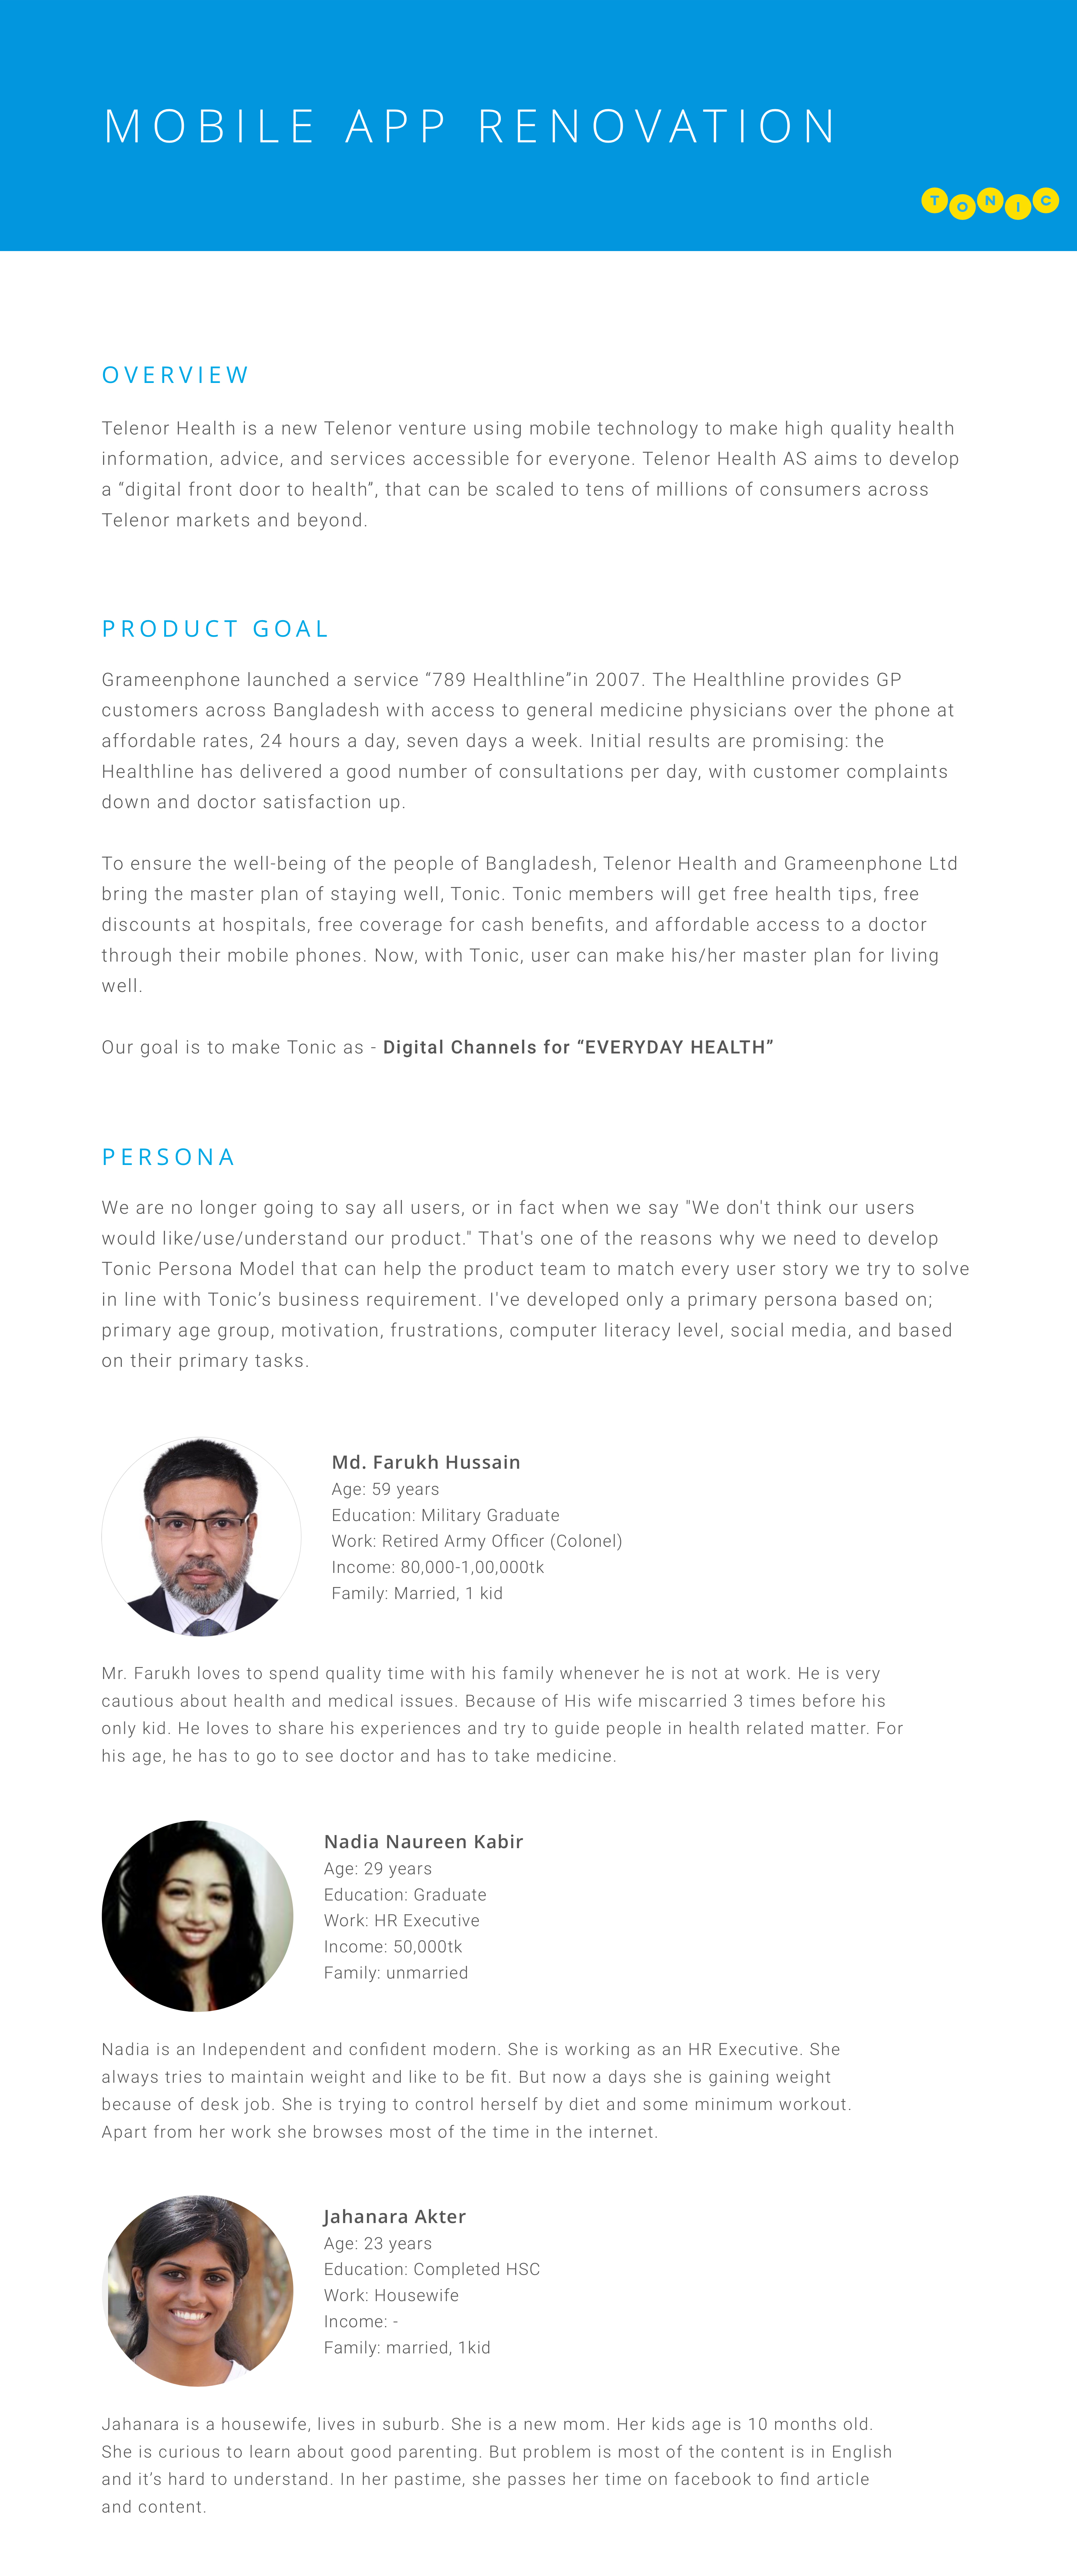 MOBILE APP RENOVATION
TONIC
OVERVIEW
Telenor Health is a new Telenor venture using mobile technology to make high quality health
information, advice, and services accessible for everyone. Telenor Health AS aims to develop
a “digital front door to health”, that can be scaled to tens of millions of consumers across
Telenor markets and beyond.
PRODUCT GOAL
Grameenphone launched a service “789 Healthline”in 2007. The Healthline provides GP
customers across Bangladesh with access to general medicine physicians over the phone at
affordable rates, 24 hours a day, seven days a week. Initial results are promising: the
Healthline has delivered a good number of consultations per day, with customer complaints
down and doctor satisfaction up.
To ensure the well-being of the people of Bangladesh, Telenor Health and Grameenphone Ltd
bring the master plan of staying well, Tonic. Tonic members will get free health tips, free
discounts at hospitals, free coverage for cash benefits, and affordable access to a doctor
through their mobile phones. Now, with Tonic, user can make his/her master plan for living
well.
Our goal is to make Tonic as - Digital Channels for “EVERYDAY HEALTH”
PERSONA
We are no longer going to say all users, or in fact when we say "We don't think our users
would like/use/understand our product." That's one of the reasons why we need to develop
Tonic Persona Model that can help the product team to match every user story we try to solve
in line with Tonic’s business requirement. I've developed only a primary persona based on;
primary age group, motivation, frustrations, computer literacy level, social media, and based
on their primary tasks.
Md. Farukh Hussain
Age: 59 years
Education: Military Graduate
Work: Retired Army Officer (Colonel)
Income: 80,000-1,00,000tk
Family: Married, 1 kid
Mr. Farukh loves to spend quality time with his family whenever he is not at work. He is very
cautious about health and medical issues. Because of His wife miscarried 3 times before his
only kid. He loves to share his experiences and try to guide people in health related matter. For
his age, he has to go to see doctor and has to take medicine.
Nadia Naureen Kabir
Age: 29 years
Education: Graduate
Work: HR Executive
Income: 50,000tk
Family: unmarried
Nadia is an Independent and confident modern. She is working as an HR Executive. She
always tries to maintain weight and like to be fit. But now a days she is gaining weight
because of desk job. She is trying to control herself by diet and some minimum workout.
Apart from her work she browses most of the time in the internet.
Jahanara Akter
Age: 23 years
Education: Completed HSC
Work: Housewife
Income: -
Family: married, 1kid
Jahanara is a housewife, lives in suburb. She is a new mom. Her kids age is 10 months old.
She is curious to learn about good parenting. But problem is most of the content is in English
and it’s hard to understand. In her pastime, she passes her time on facebook to find article
and content.